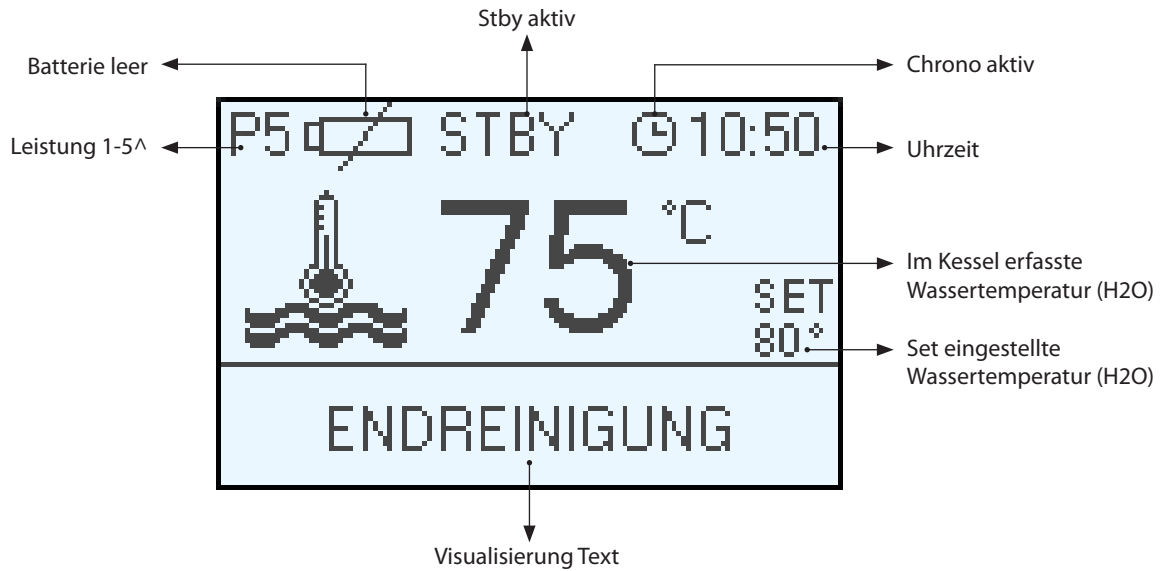 Stby aktiv
Batterie leer
Chrono aktiv
P5 STBY 10:50
Leistung 1-5^
Uhrzeit
75 °C
Im Kessel erfasste
Wassertemperatur (H2O)
SET
80°
Set eingestellte
Wassertemperatur (H2O)
ENDREINIGUNG
Visualisierung Text